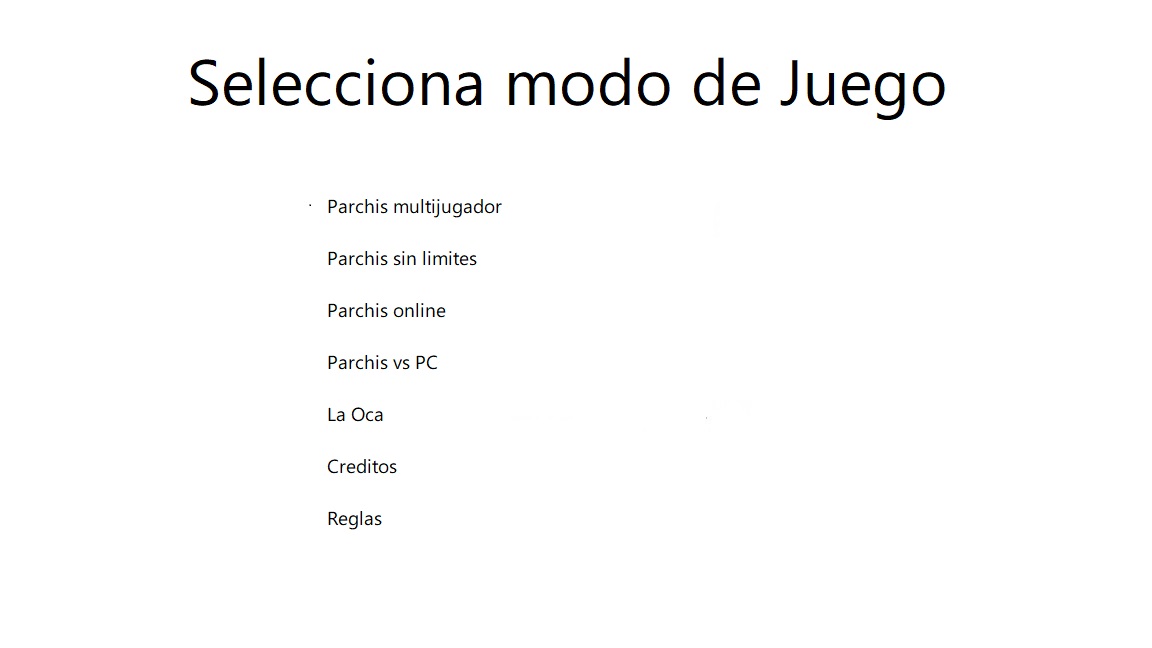 Selecciona modo de Juego
Parchis multijugador
Parchis sin limites
Parchis online
Parchis vs PC
La Oca
Creditos
Reglas